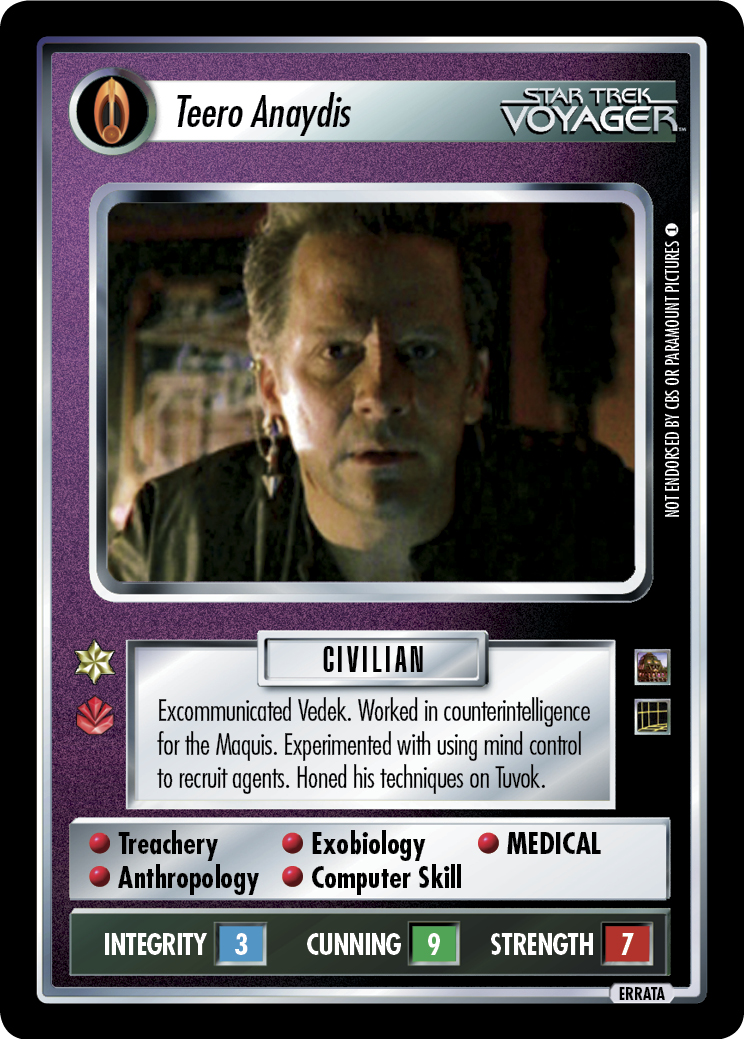 Teero Anaydis
STAR TREK
VOYAGER™
NOT ENDORSED BY CBS OR PARAMOUNT PICTURES 1
CIVILIAN
Excommunicated Vedek. Worked in counterintelligence
for the Maquis. Experimented with using mind control
to recruit agents. Honed his techniques on Tuvok.
Treachery Exobiology MEDICAL
Anthropology Computer Skill
INTEGRITY 3 CUNNING 9 STRENGTH 7
ERRATA